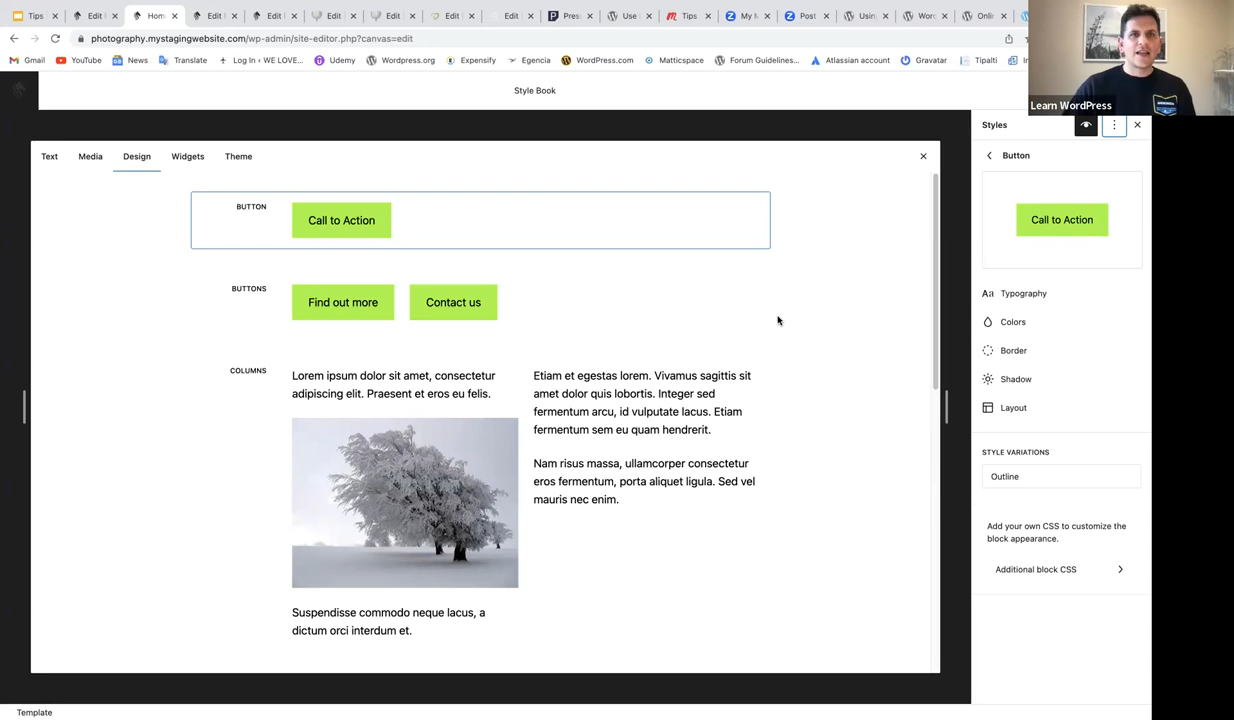 Tips
Edit
Hom
Edit
Edit
Edit
Edit
Edit
Edit
Press
Use
Tips
My
Post
Using
Word
Onlin
photography.mystagingwebsite.com/wp-admin/site-editor.php?canvas=edit
Gmail
YouTube
News
Translate
Log In ‹ WE LOVE...
Udemy
Wordpress.org
Expensify
Egencia
WordPress.com
Matticspace
Forum Guidelines...
Atlassian account
Gravatar
Tipalti
Learn WordPress
Style Book
Styles
Text
Media
Design
Widgets
Theme
Button
BUTTON
Call to Action
Call to Action
BUTTONS
Find out more
Contact us
Typography
Colors
Border
Shadow
Layout
COLUMNS
Lorem ipsum dolor sit amet, consectetur
adipiscing elit. Praesent et eros eu felis.
Suspendisse commodo neque lacus, a
dictum orci interdum et.
Etiam et egestas lorem. Vivamus sagittis sit
amet dolor quis lobortis. Integer sed
fermentum arcu, id vulputate lacus. Etiam
fermentum sem eu quam hendrerit.
Nam risus massa, ullamcorper consectetur
eros fermentum, porta aliquet ligula. Sed vel
mauris nec enim.
STYLE VARIATIONS
Outline
Add your own CSS to customize the
block appearance.
Additional block CSS
Template